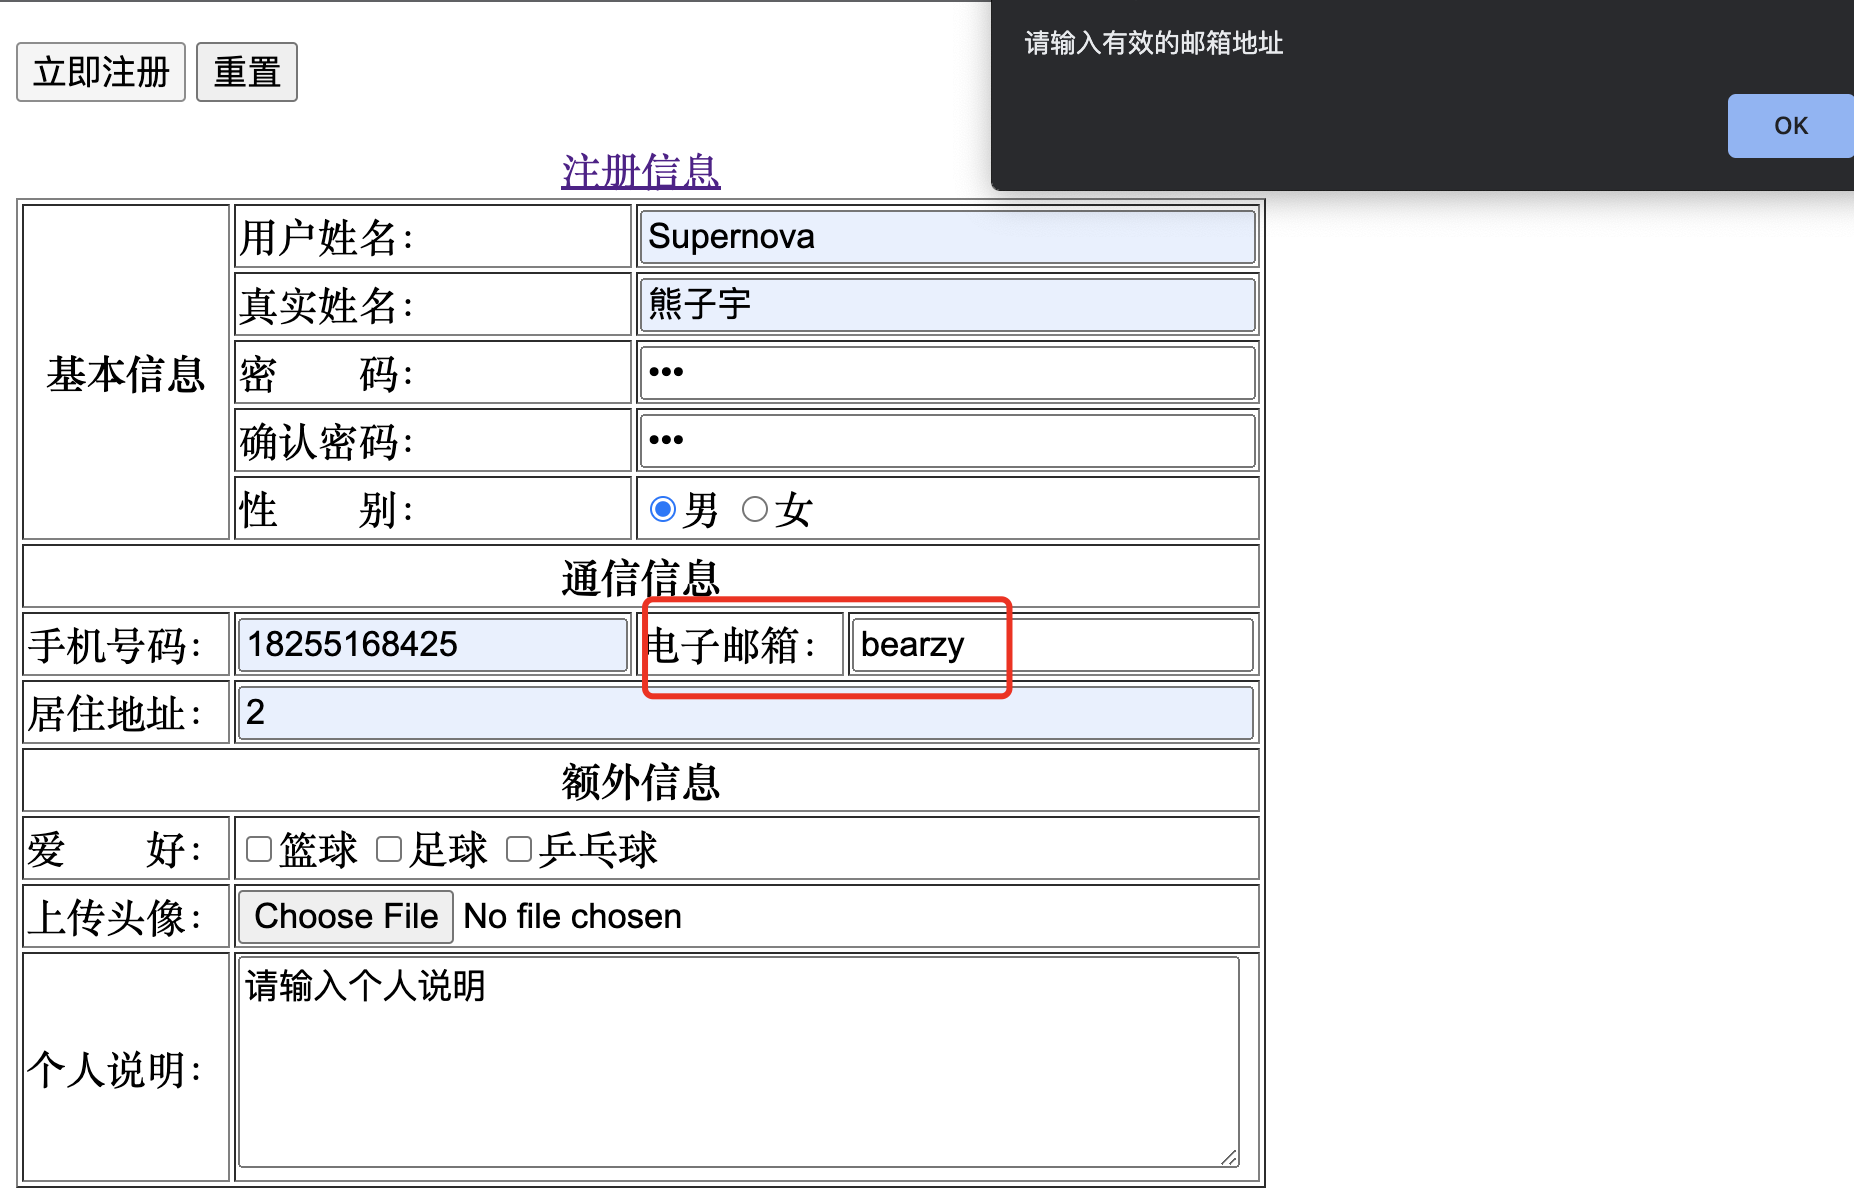 请输入有效的邮箱地址
OK
立即注册 重置
注册信息
基本信息
用户姓名： Supernova
真实姓名： 熊子宇
密　　码： •••
确认密码： •••
性　　别： 男 女
通信信息
手机号码： 18255168425 电子邮箱： bearzy
居住地址： 2
额外信息
爱　　好： 篮球 足球 乒乓球
上传头像： Choose File No file chosen
个人说明： 请输入个人说明